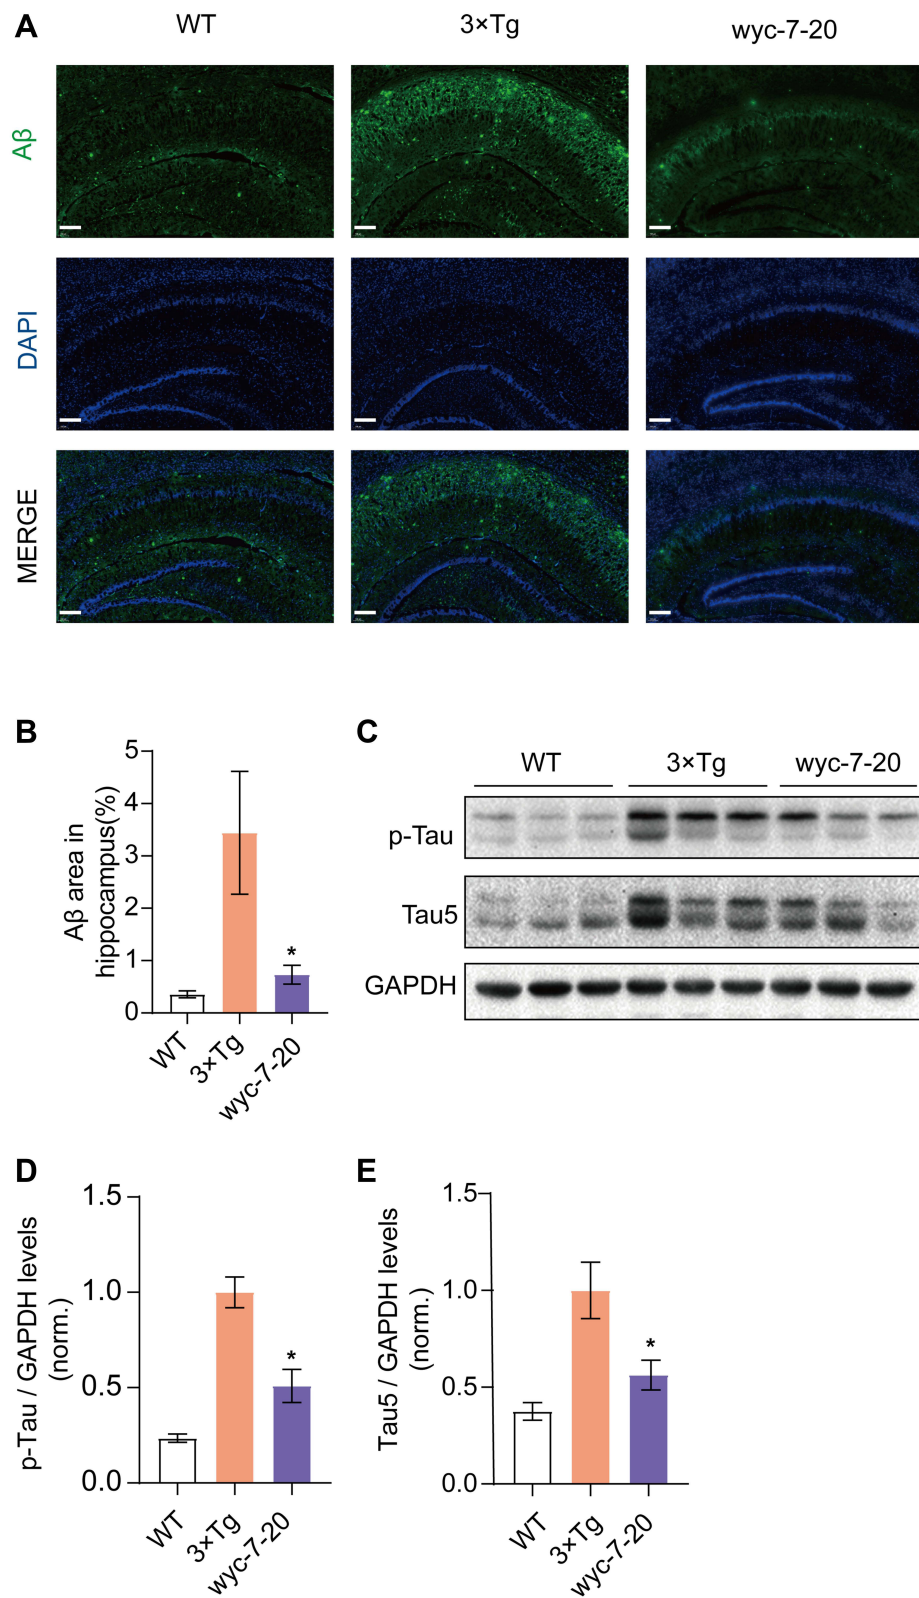 A
WT
3×Tg
wyc-7-20
Aβ
DAPI
MERGE
B
Aβ area in
hippocampus(%)
5
4
3
2
1
0
*
WT
3×Tg
wyc-7-20
C
WT
3×Tg
wyc-7-20
p-Tau
Tau5
GAPDH
D
p-Tau / GAPDH levels
(norm.)
1.5
1.0
0.5
0.0
*
WT
3×Tg
wyc-7-20
E
Tau5 / GAPDH levels
(norm.)
1.5
1.0
0.5
0.0
*
WT
3×Tg
wyc-7-20